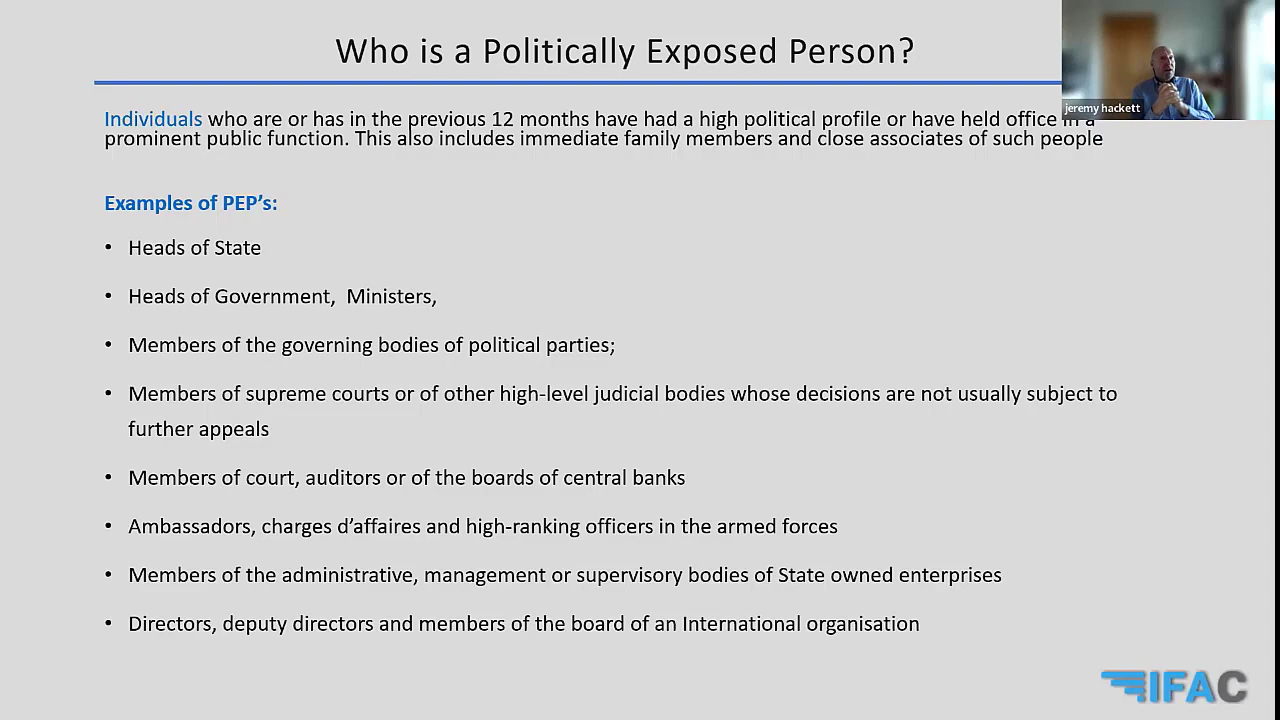 Who is a Politically Exposed Person?
jeremy hackett
Individuals who are or has in the previous 12 months have had a high political profile or have held office in a
prominent public function. This also includes immediate family members and close associates of such people
Examples of PEP’s:
• Heads of State
• Heads of Government,  Ministers,
• Members of the governing bodies of political parties;
• Members of supreme courts or of other high-level judicial bodies whose decisions are not usually subject to
further appeals
• Members of court, auditors or of the boards of central banks
• Ambassadors, charges d’affaires and high-ranking officers in the armed forces
• Members of the administrative, management or supervisory bodies of State owned enterprises
• Directors, deputy directors and members of the board of an International organisation
IFAC